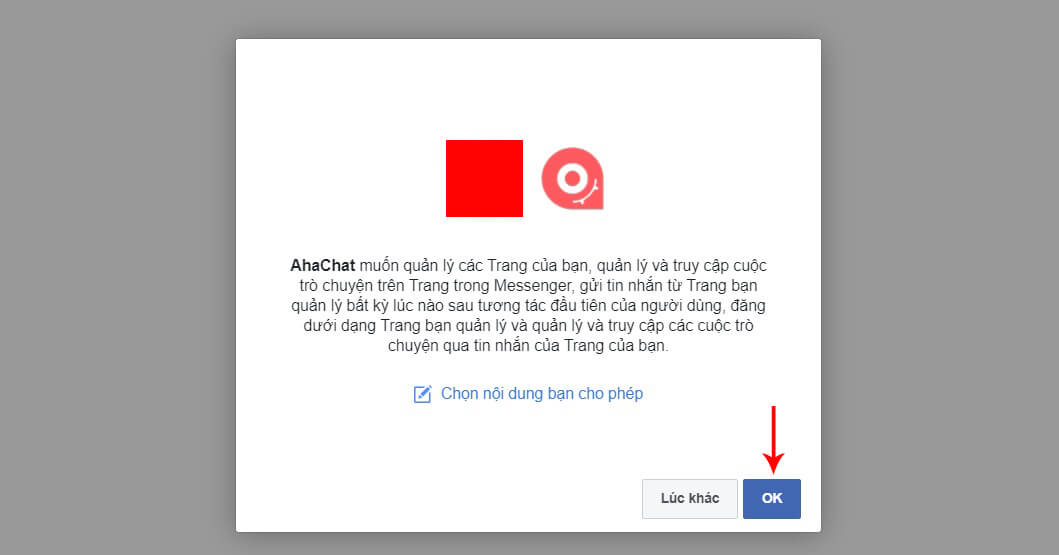 AhaChat muốn quản lý các Trang của bạn, quản lý và truy cập cuộc
trò chuyện trên Trang trong Messenger, gửi tin nhắn từ Trang bạn
quản lý bất kỳ lúc nào sau tương tác đầu tiên của người dùng, đăng
dưới dạng Trang bạn quản lý và quản lý và truy cập các cuộc trò
chuyện qua tin nhắn của Trang của bạn.
Chọn nội dung bạn cho phép
Lúc khác
OK